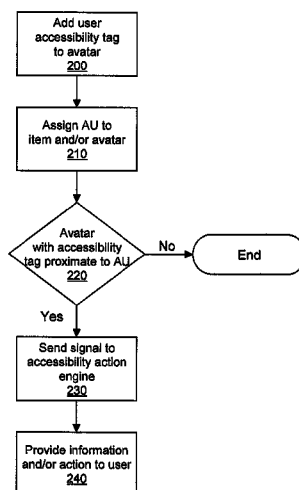 Add user
accessibility tag
to avatar
200
Assign AU to
item and/or avatar
210
Avatar
with accessibility
tag proximate to AU
220
No
End
Yes
Send signal to
accessibility action
engine
230
Provide information
and/or action to user
240